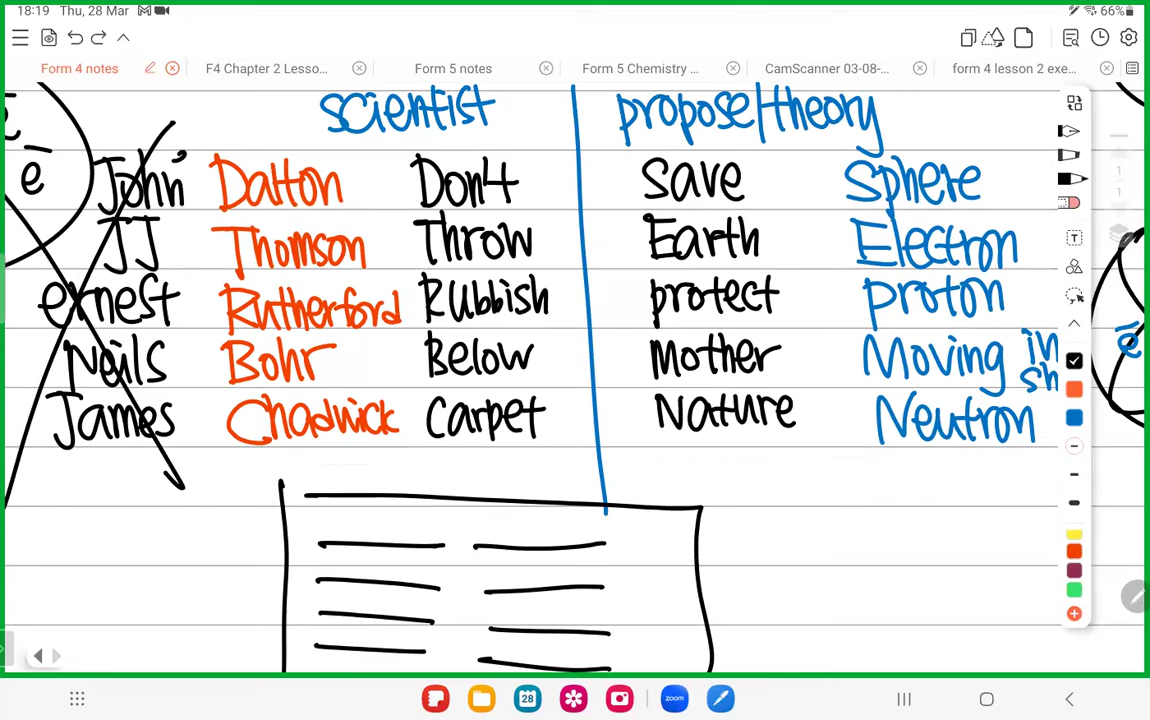 18:19 Thu, 28 Mar 66%
Form 4 notes F4 Chapter 2 Lesso... Form 5 notes Form 5 Chemistry ... CamScanner 03-08-... form 4 lesson 2 exe...
scientist propose/theory
ē John Dalton Don't save Sphere
JJ Thomson Throw Earth Electron
ernest Rutherford Rubbish protect proton
Neils Bohr Below Mother Moving in
sh
ē
James Chadwick carpet Nature Neutron
28 zoom